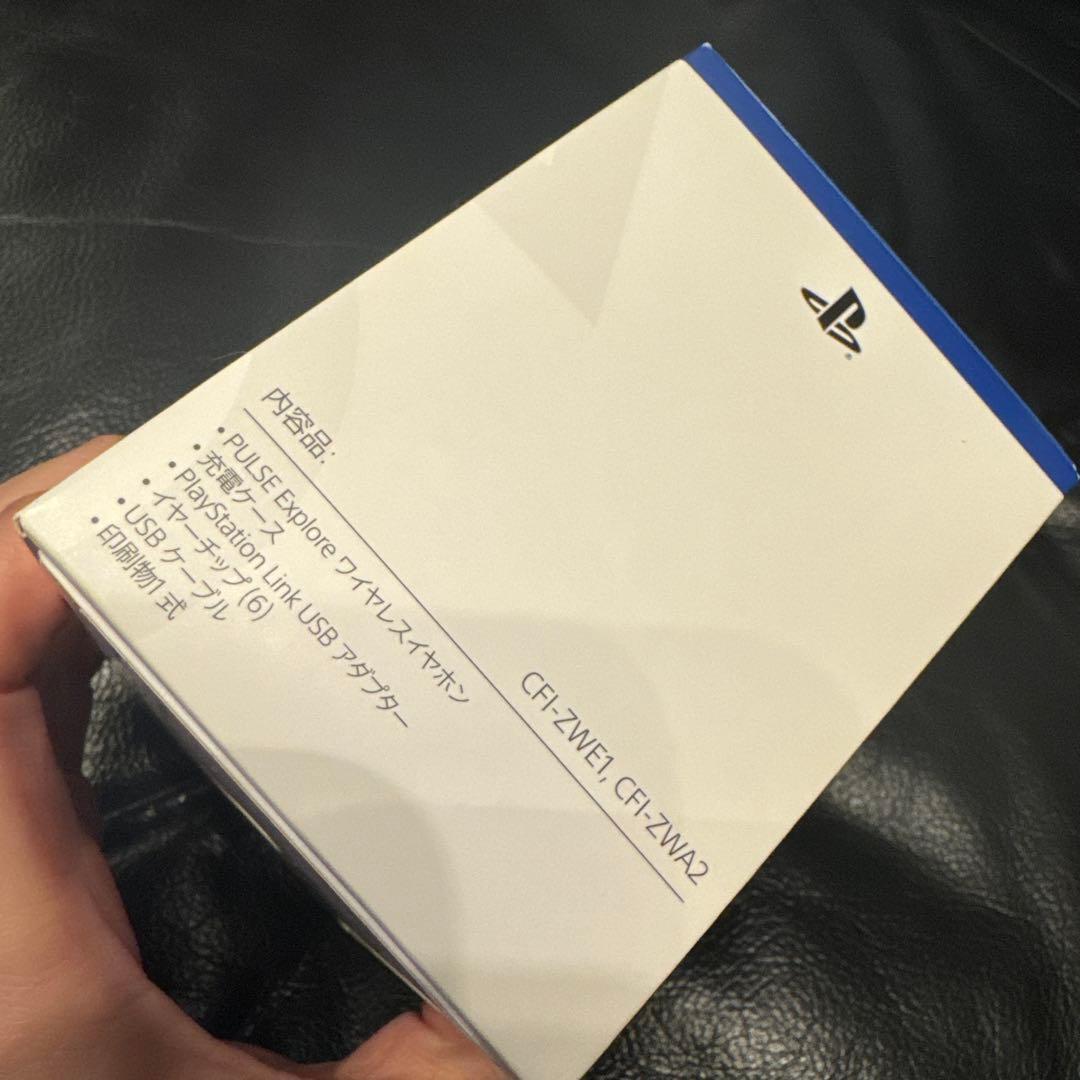 内容品:
CFI-ZWE1, CFI-ZWA2
• PULSE Explore ワイヤレスイヤホン
• 充電ケース
• PlayStation Link USB アダプター
• イヤーチップ (6)
• USB ケーブル
• 印刷物1 式